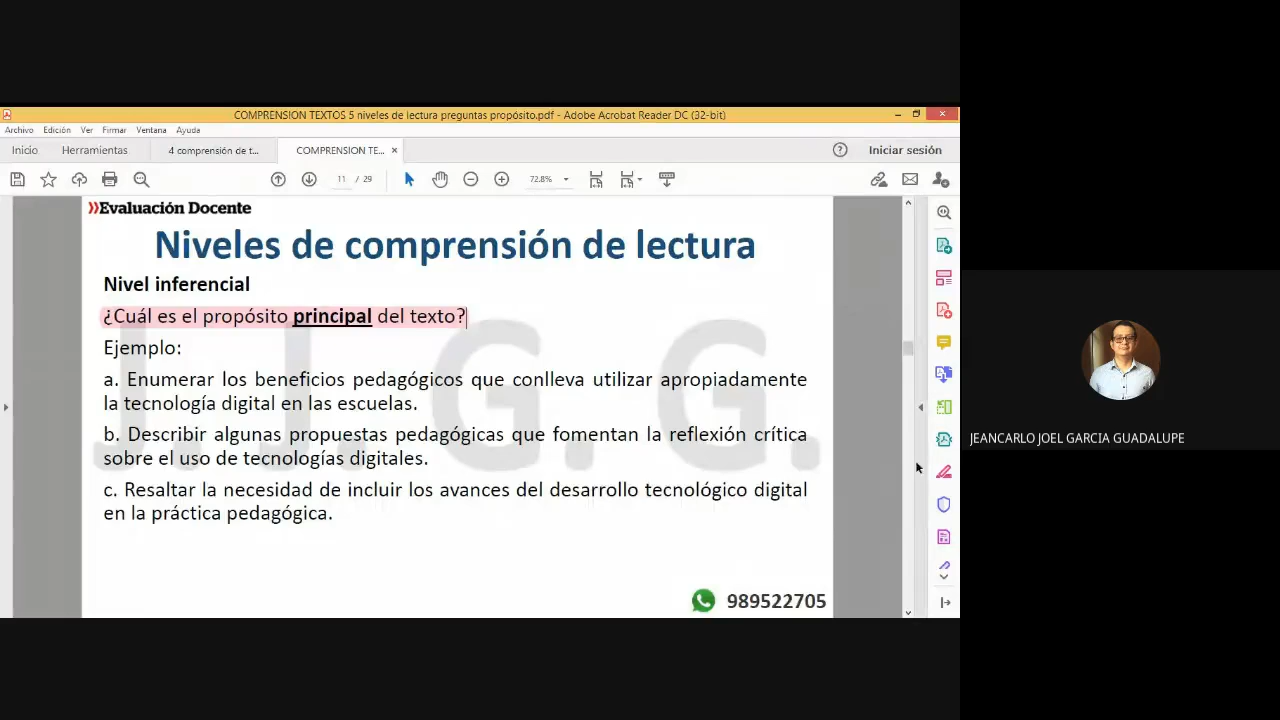 COMPRENSION TEXTOS 5 niveles de lectura preguntas propósito.pdf - Adobe Acrobat Reader DC (32-bit)
Archivo Edición Ver Firmar Ventana Ayuda
Inicio Herramientas 4 comprensión de t... COMPRENSION TE... × Iniciar sesión
11 / 29 72.8%
Evaluación Docente
Niveles de comprensión de lectura
Nivel inferencial
¿Cuál es el propósito principal del texto?
Ejemplo:
a. Enumerar los beneficios pedagógicos que conlleva utilizar apropiadamente
la tecnología digital en las escuelas.
b. Describir algunas propuestas pedagógicas que fomentan la reflexión crítica
sobre el uso de tecnologías digitales.
c. Resaltar la necesidad de incluir los avances del desarrollo tecnológico digital
en la práctica pedagógica.
J. J. G. G.
989522705
JEANCARLO JOEL GARCIA GUADALUPE